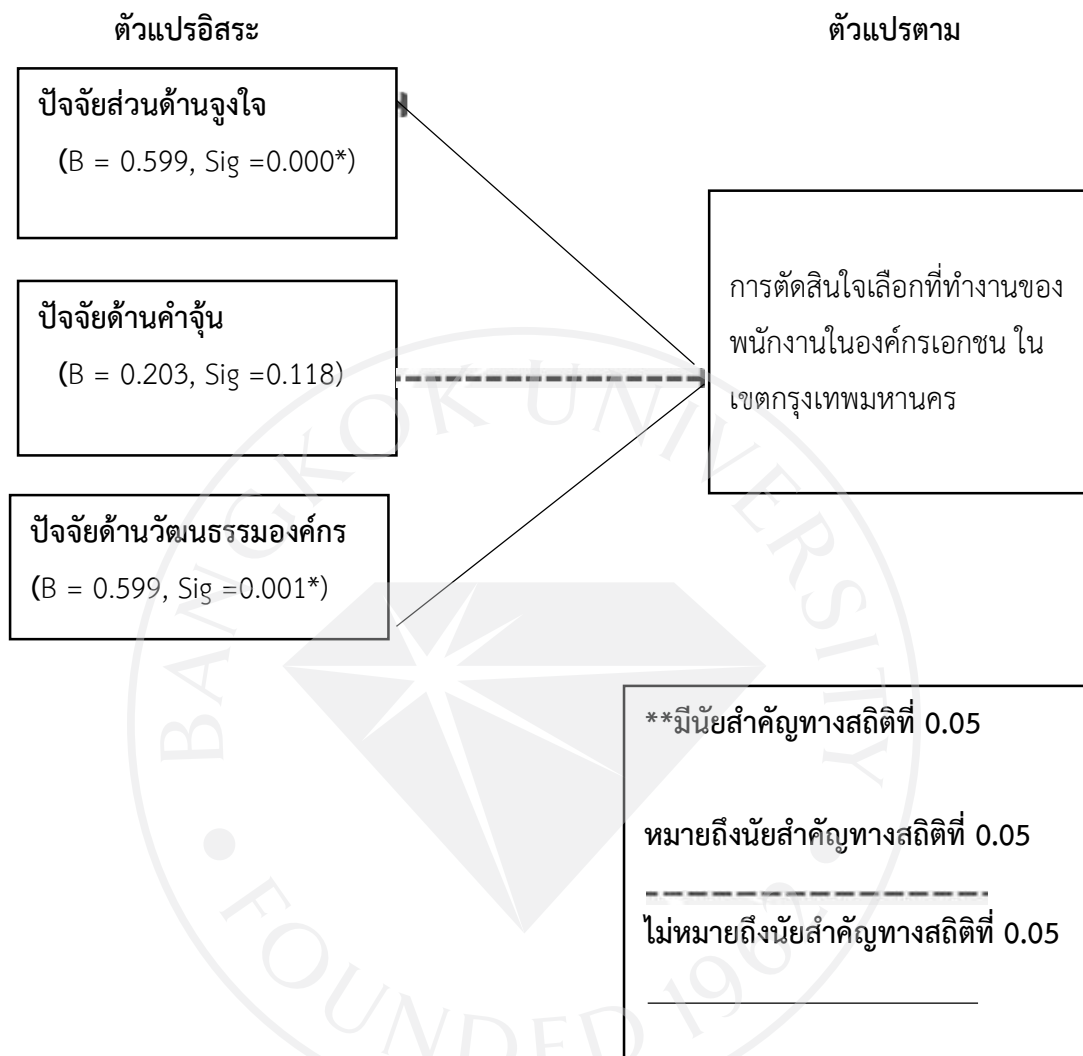 ตัวแปรอิสระ
ตัวแปรตาม
ปัจจัยส่วนด้านจูงใจ
(B = 0.599, Sig =0.000*)
ปัจจัยด้านค้ำจุ้น
(B = 0.203, Sig =0.118)
ปัจจัยด้านวัฒนธรรมองค์กร
(B = 0.599, Sig =0.001*)
การตัดสินใจเลือกที่ทำงานของ
พนักงานในองค์กรเอกชน ใน
เขตกรุงเทพมหานคร
**มีนัยสำคัญทางสถิติที่ 0.05
หมายถึงนัยสำคัญทางสถิติที่ 0.05
ไม่หมายถึงนัยสำคัญทางสถิติที่ 0.05
BANGKOK UNIVERSITY
FOUNDED 1962